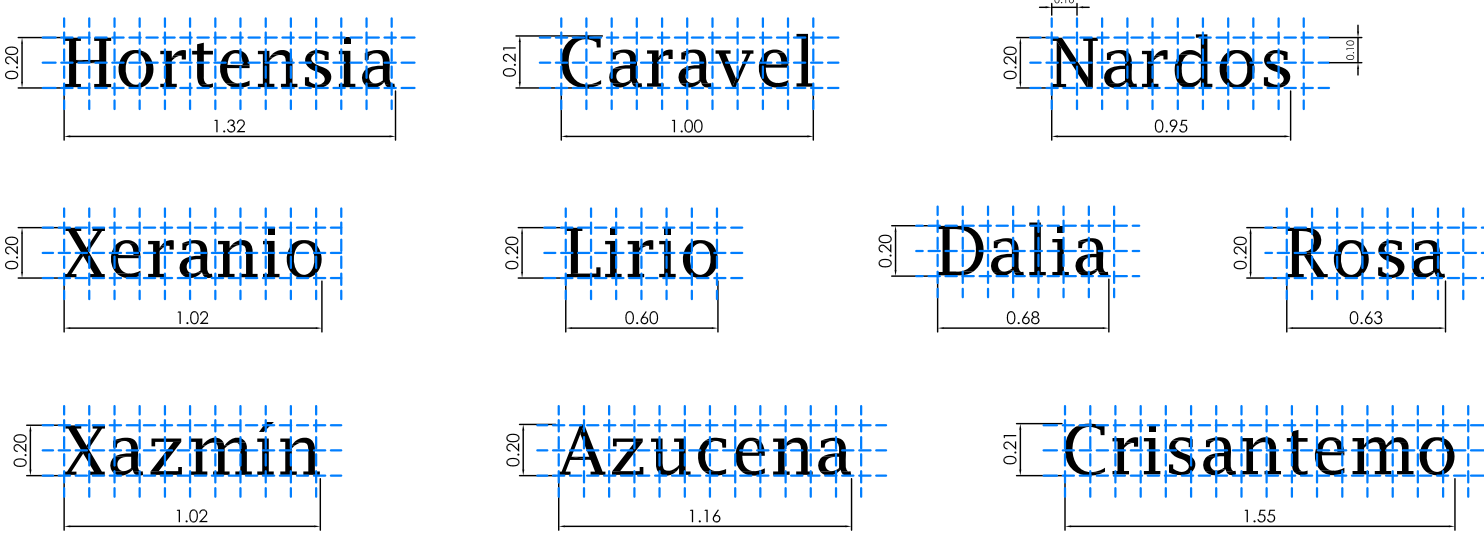 0.10
0.20 Hortensia 0.21 Caravel 0.20 Nardos 0.10
1.32 1.00 0.95
0.20 Xeranio 0.20 Lirio 0.20 Dalia 0.20 Rosa
1.02 0.60 0.68 0.63
0.20 Xazmín 0.20 Azucena 0.21 Crisantemo
1.02 1.16 1.55